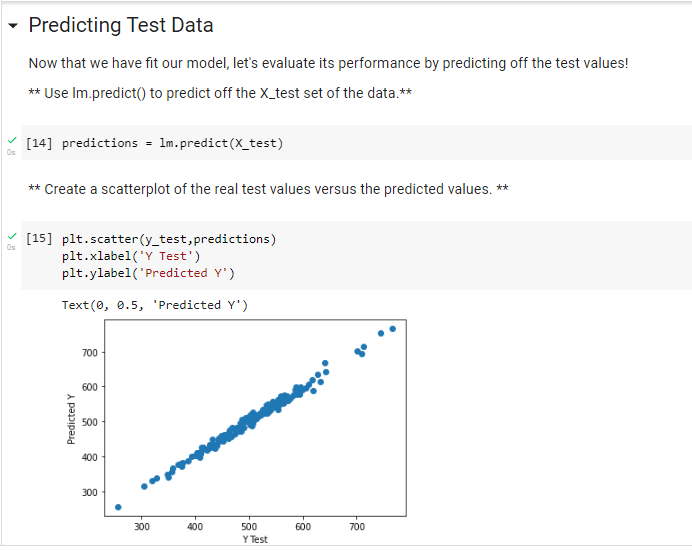 Predicting Test Data
Now that we have fit our model, let's evaluate its performance by predicting off the test values!
** Use lm.predict() to predict off the X_test set of the data.**
0s
[14] predictions = lm.predict(X_test)
** Create a scatterplot of the real test values versus the predicted values. **
0s
[15] plt.scatter(y_test,predictions)
plt.xlabel('Y Test')
plt.ylabel('Predicted Y')
Text(0, 0.5, 'Predicted Y')
Predicted Y
700
600
500
400
300
300 400 500 600 700
Y Test